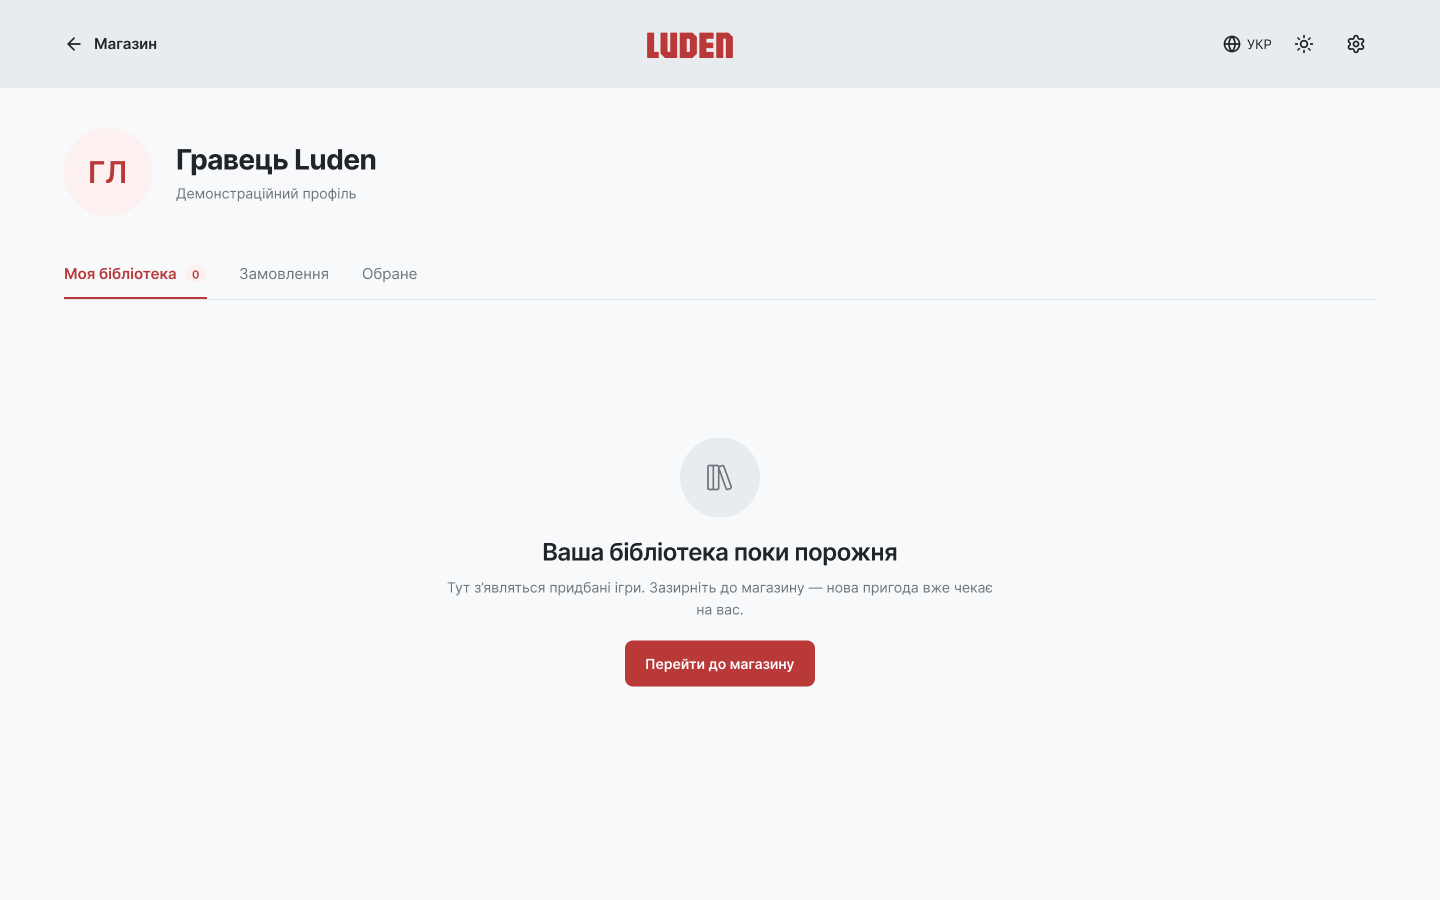 Магазин
LUDEN
УКР
ГЛ
Гравець Luden
Демонстраційний профіль
Моя бібліотека 0
Замовлення
Обране
Ваша бібліотека поки порожня
Тут з’являться придбані ігри. Зазирніть до магазину — нова пригода вже чекає
на вас.
Перейти до магазину